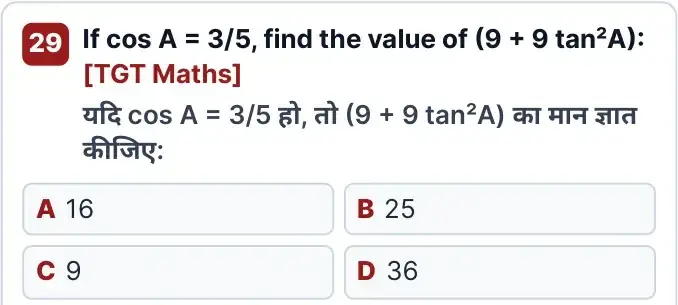 29 If cos A = 3/5, find the value of (9 + 9 tan²A):
[TGT Maths]
यदि cos A = 3/5 हो, तो (9 + 9 tan²A) का मान ज्ञात
कीजिए:
A 16
B 25
C 9
D 36